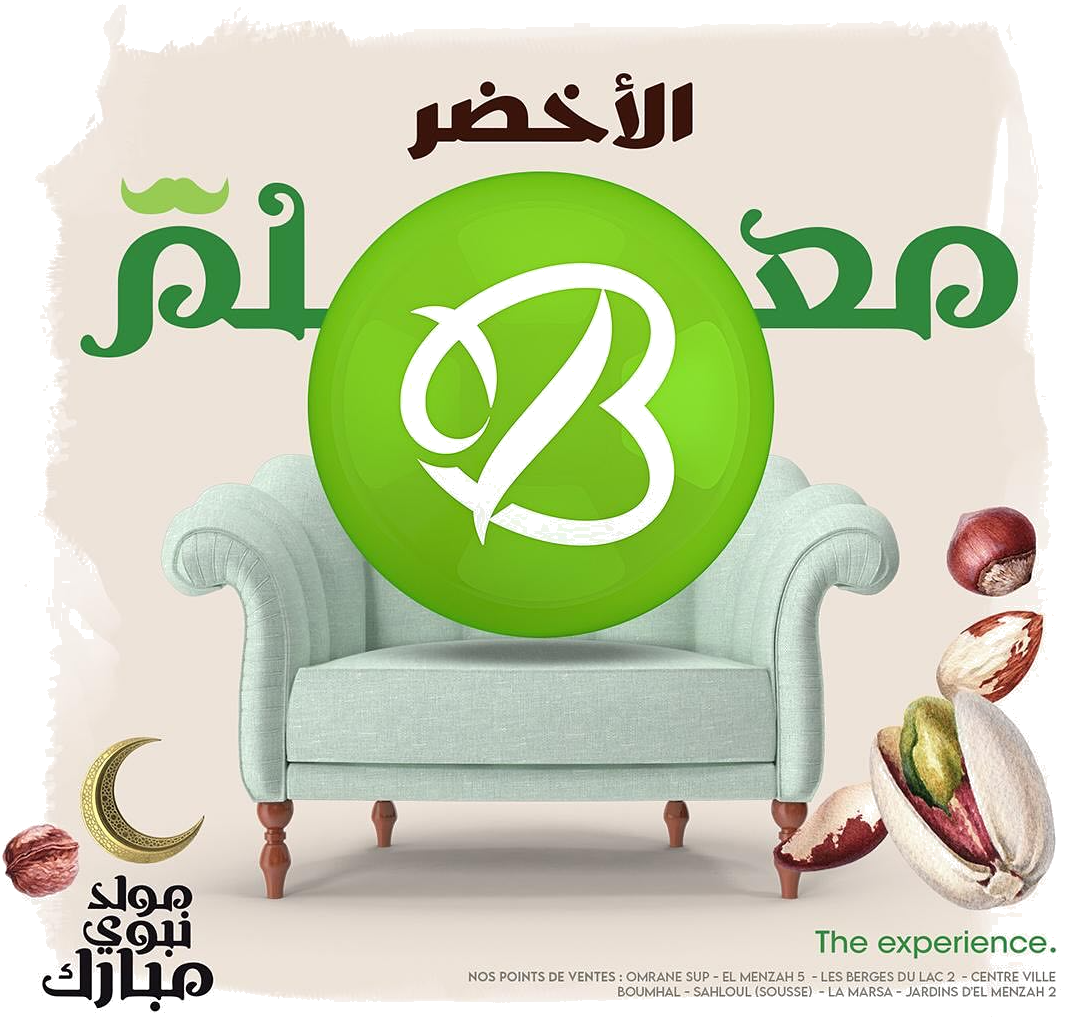 الأخضر
معلّم
B
مولد
نبوي
مبارك
The experience.
NOS POINTS DE VENTES : OMRANE SUP - EL MENZAH 5 - LES BERGES DU LAC 2 - CENTRE VILLE
BOUMHAL - SAHLOUL (SOUSSE) - LA MARSA - JARDINS D'EL MENZAH 2